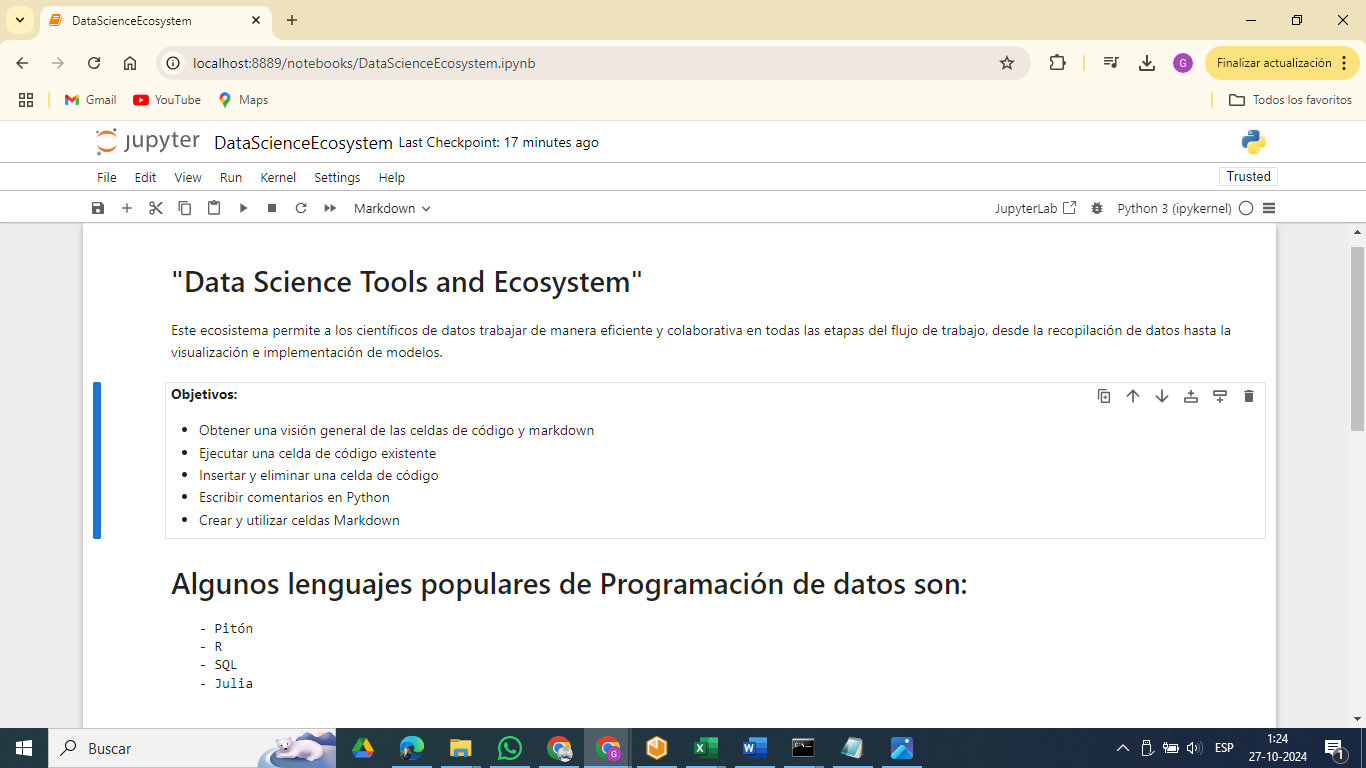 DataScienceEcosystem
localhost:8889/notebooks/DataScienceEcosystem.ipynb
G
Finalizar actualización
Gmail
YouTube
Maps
Todos los favoritos
jupyter
DataScienceEcosystem
Last Checkpoint: 17 minutes ago
File Edit View Run Kernel Settings Help
Trusted
Markdown
JupyterLab
Python 3 (ipykernel)
"Data Science Tools and Ecosystem"
Este ecosistema permite a los científicos de datos trabajar de manera eficiente y colaborativa en todas las etapas del flujo de trabajo, desde la recopilación de datos hasta la
visualización e implementación de modelos.
Objetivos:
• Obtener una visión general de las celdas de código y markdown
• Ejecutar una celda de código existente
• Insertar y eliminar una celda de código
• Escribir comentarios en Python
• Crear y utilizar celdas Markdown
Algunos lenguajes populares de Programación de datos son:
- Pitón
- R
- SQL
- Julia
Buscar
G
ESP
1:24
27-10-2024
1